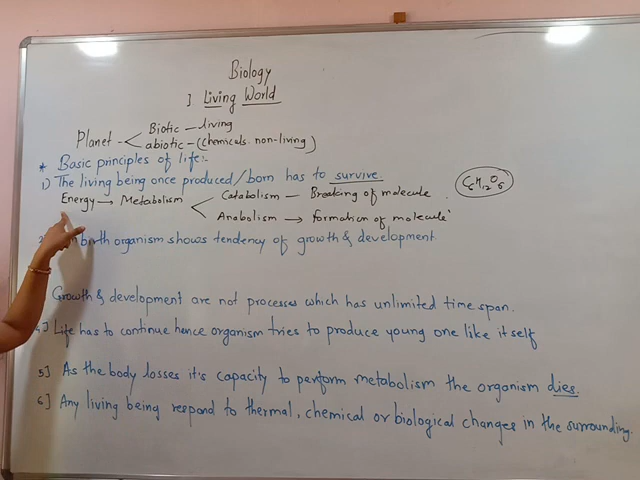 Biology
] Living World
Planet - < Biotic - living
abiotic - (chemicals. non-living)
* Basic principles of life:-
1) The living being once produced/born has to survive.
Energy → Metabolism < Catabolism - Breaking of molecule
C6H12O6
Anabolism → formation of molecule
birth organism shows tendency of growth & development
Growth & development are not processes which has unlimited time span.
4] Life has to continue hence organism tries to produce young one like itself
5] As the body losses it's capacity to perform metabolism the organism dies.
6] Any living being respond to thermal, chemical or biological changes in the surrounding.